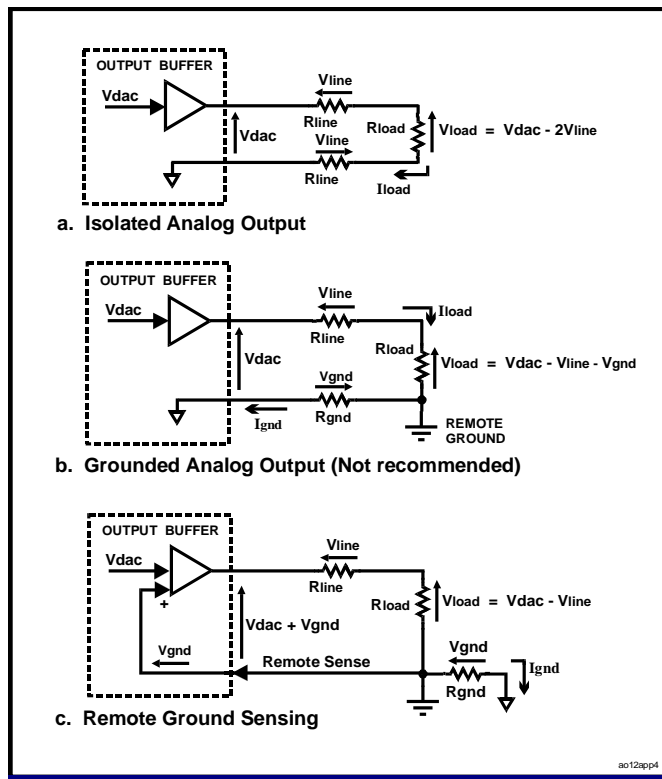 OUTPUT BUFFER
Vdac
Vdac
Vline
Rline
Vline
Rline
Rload
Vload = Vdac - 2Vline
Iload
a. Isolated Analog Output
OUTPUT BUFFER
Vdac
Vdac
Vline
Rline
Iload
Rload
Vload = Vdac - Vline - Vgnd
Vgnd
Rgnd
Ignd
REMOTE
GROUND
b. Grounded Analog Output (Not recommended)
OUTPUT BUFFER
Vdac
+
Vgnd
Vdac + Vgnd
Vline
Rline
Rload
Vload = Vdac - Vline
Remote Sense
Vgnd
Rgnd
Ignd
c. Remote Ground Sensing
ao12app4